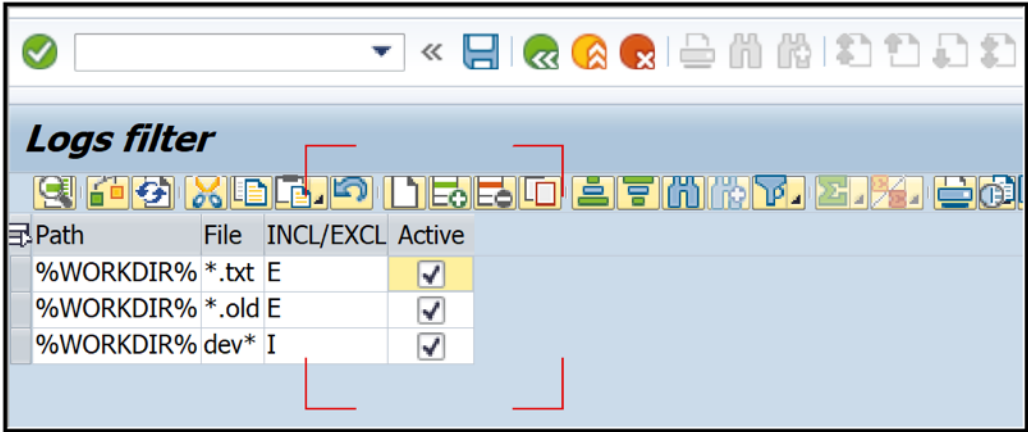 Logs filter
Path File INCL/EXCL Active
%WORKDIR% *.txt E
%WORKDIR% *.old E
%WORKDIR% dev* I